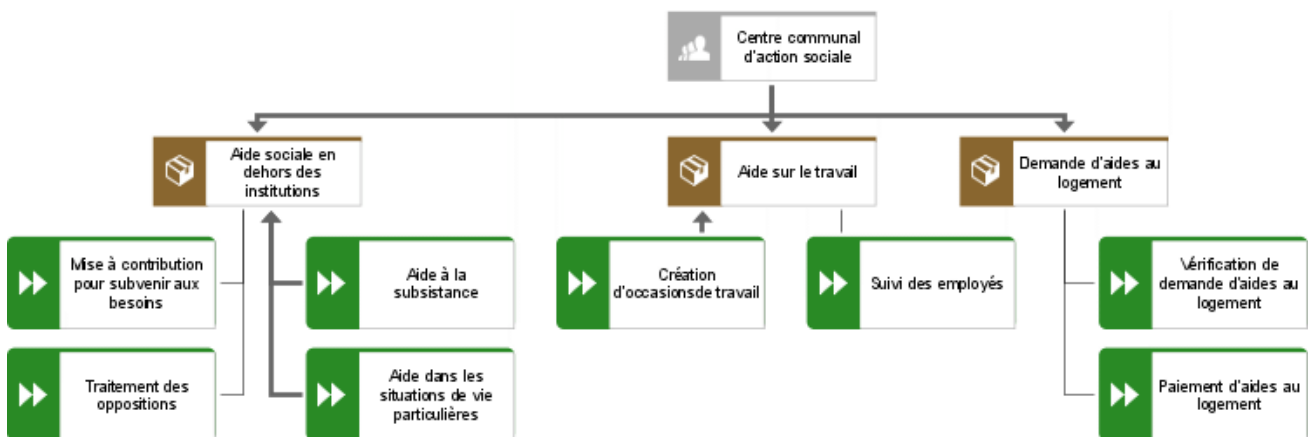 Centre communal
d'action sociale
Aide sociale en
dehors des
institutions
Aide sur le travail
Demande d'aides au
logement
Mise à contribution
pour subvenir aux
besoins
Aide à la
subsistance
Création
d'occasionsde travail
Suivi des employés
Vérification de
demande d'aides au
logement
Traitement des
oppositions
Aide dans les
situations de vie
particulières
Paiement d'aides au
logement